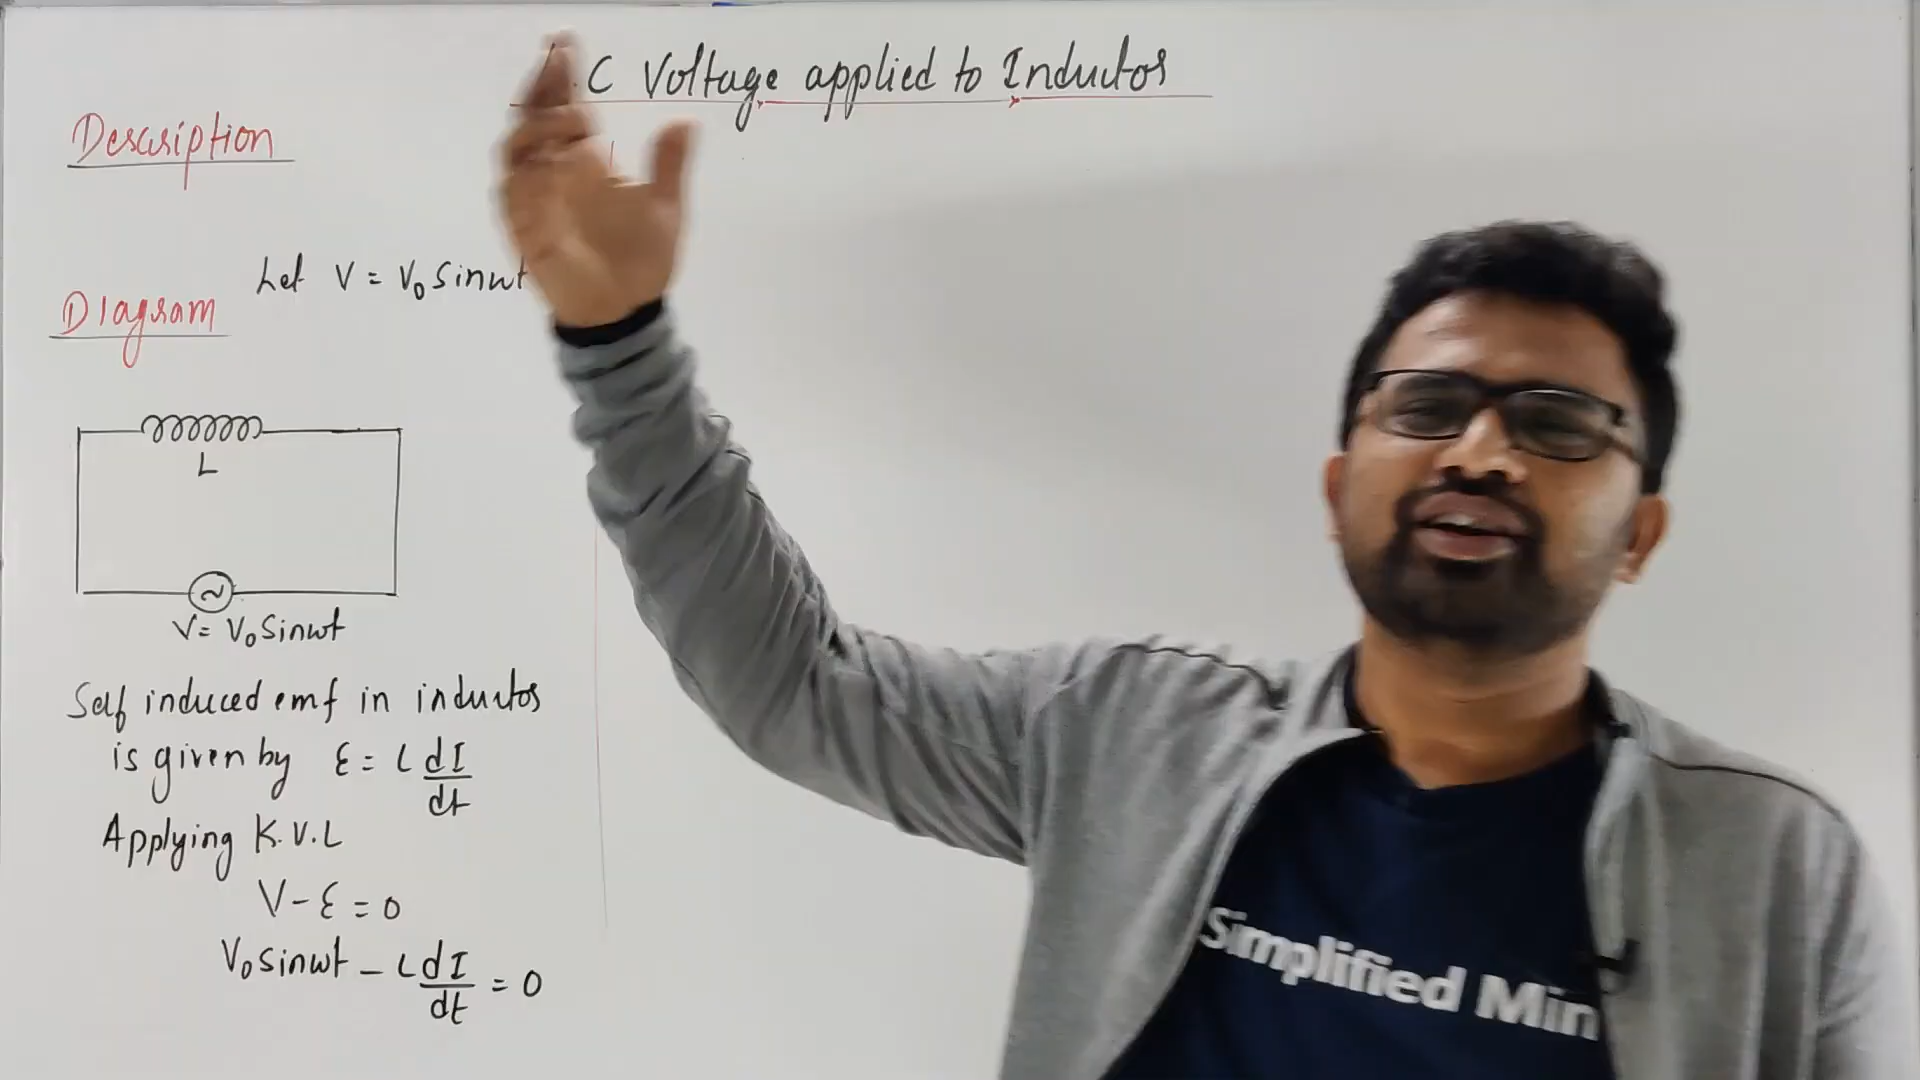 C Voltage applied to Inductor
Description
Let V = V₀ Sinωt
Diagram
L
V = V₀ Sinωt
Self induced emf in inductor
is given by ε = L dI/dt
Applying K.V.L
V - ε = 0
V₀ sinωt - L dI/dt = 0
Simplified Min